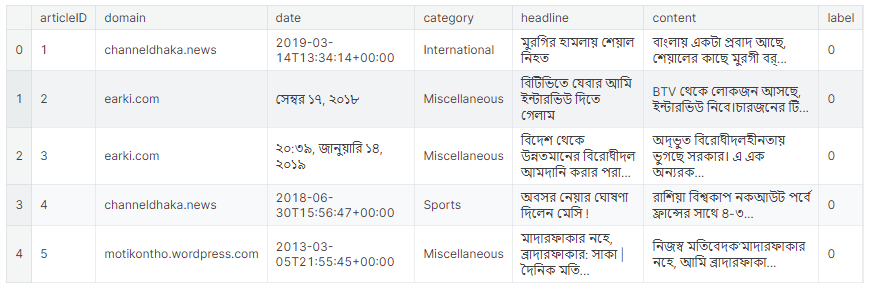 articleID domain date category headline content label
0 1 channeldhaka.news 2019-03-14T13:34:14+00:00 International মুরগির হামলায় শেয়াল নিহত বাংলায় একটা প্রবাদ আছে, শেয়ালের কাছে মুরগী বর্... 0
1 2 earki.com সেম্বর ১৭, ২০১৮ Miscellaneous বিটিভিতে যেবার আমি ইন্টারভিউ দিতে গেলাম BTV থেকে লোকজন আসছে, ইন্টারভিউ নিবে।চারজনের টি... 0
2 3 earki.com ২০:৩৯, জানুয়ারি ১৪, ২০১৯ Miscellaneous বিদেশ থেকে উন্নতমানের বিরোধীদল আমদানি করার পরা... অদ্ভুত বিরোধীদলহীনতায় ভুগছে সরকার। এ এক অন্যরক... 0
3 4 channeldhaka.news 2018-06-30T15:56:47+00:00 Sports অবসর নেয়ার ঘোষণা দিলেন মেসি ! রাশিয়া বিশ্বকাপ নকআউট পর্বে ফ্রান্সের সাথে ৪-৩... 0
4 5 motikontho.wordpress.com 2013-03-05T21:55:45+00:00 Miscellaneous মাদারফাকার নহে, ব্রাদারফাকার: সাকা | দৈনিক মতি... নিজস্ব মতিবেদক'মাদারফাকার নহে, আমি ব্রাদারফাকা... 0